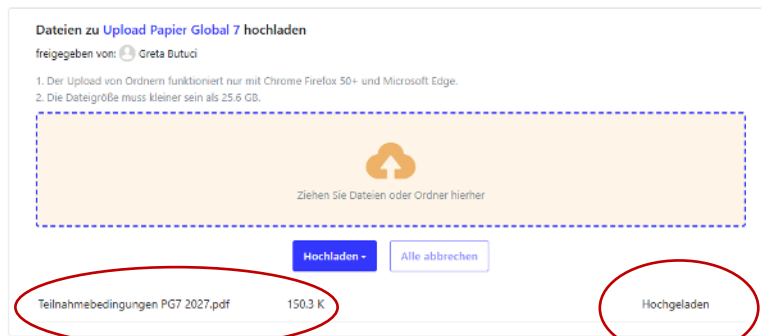 Dateien zu Upload Papier Global 7 hochladen
freigegeben von: Greta Butuci
1. Der Upload von Ordnern funktioniert nur mit Chrome Firefox 50+ und Microsoft Edge.
2. Die Dateigröße muss kleiner sein als 25.6 GB.
Ziehen Sie Dateien oder Ordner hierher
Hochladen Alle abbrechen
Teilnahmebedingungen PG7 2027.pdf 150.3 K Hochgeladen